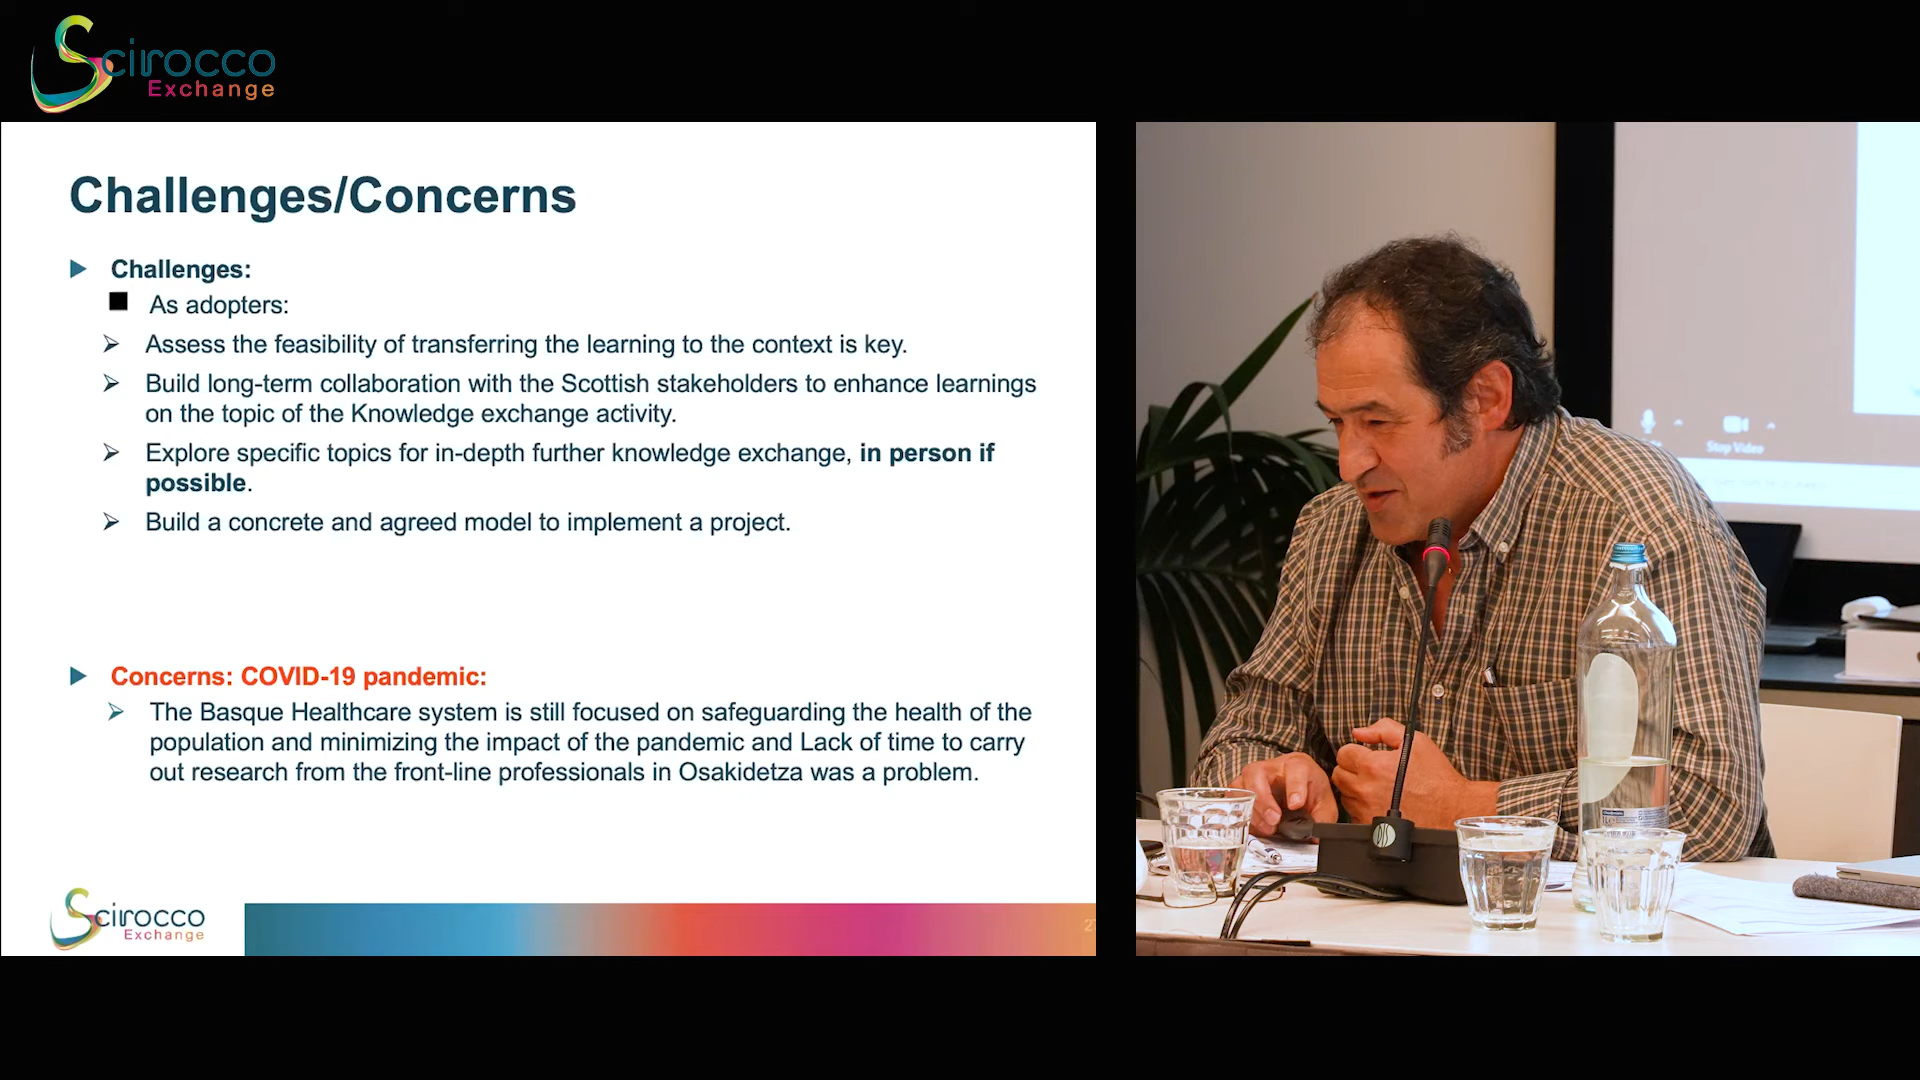 Scirocco
Exchange
Challenges/Concerns
Challenges:
As adopters:
Assess the feasibility of transferring the learning to the context is key.
Build long-term collaboration with the Scottish stakeholders to enhance learnings
on the topic of the Knowledge exchange activity.
Explore specific topics for in-depth further knowledge exchange, in person if
possible.
Build a concrete and agreed model to implement a project.
Concerns: COVID-19 pandemic:
The Basque Healthcare system is still focused on safeguarding the health of the
population and minimizing the impact of the pandemic and Lack of time to carry
out research from the front-line professionals in Osakidetza was a problem.
Scirocco
Exchange
Stop Video